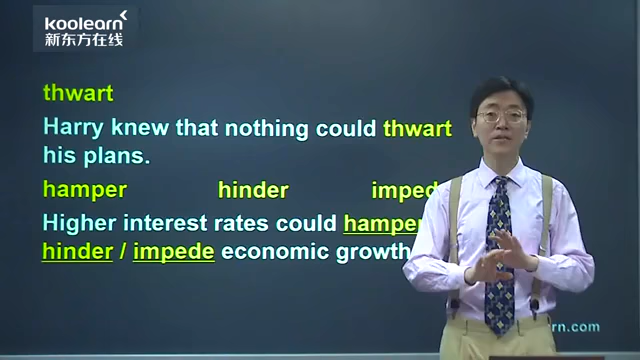 koolearn
新东方在线
thwart
Harry knew that nothing could thwart
his plans.
hamper hinder
Higher interest rates could hamper
hinder / impede economic growth